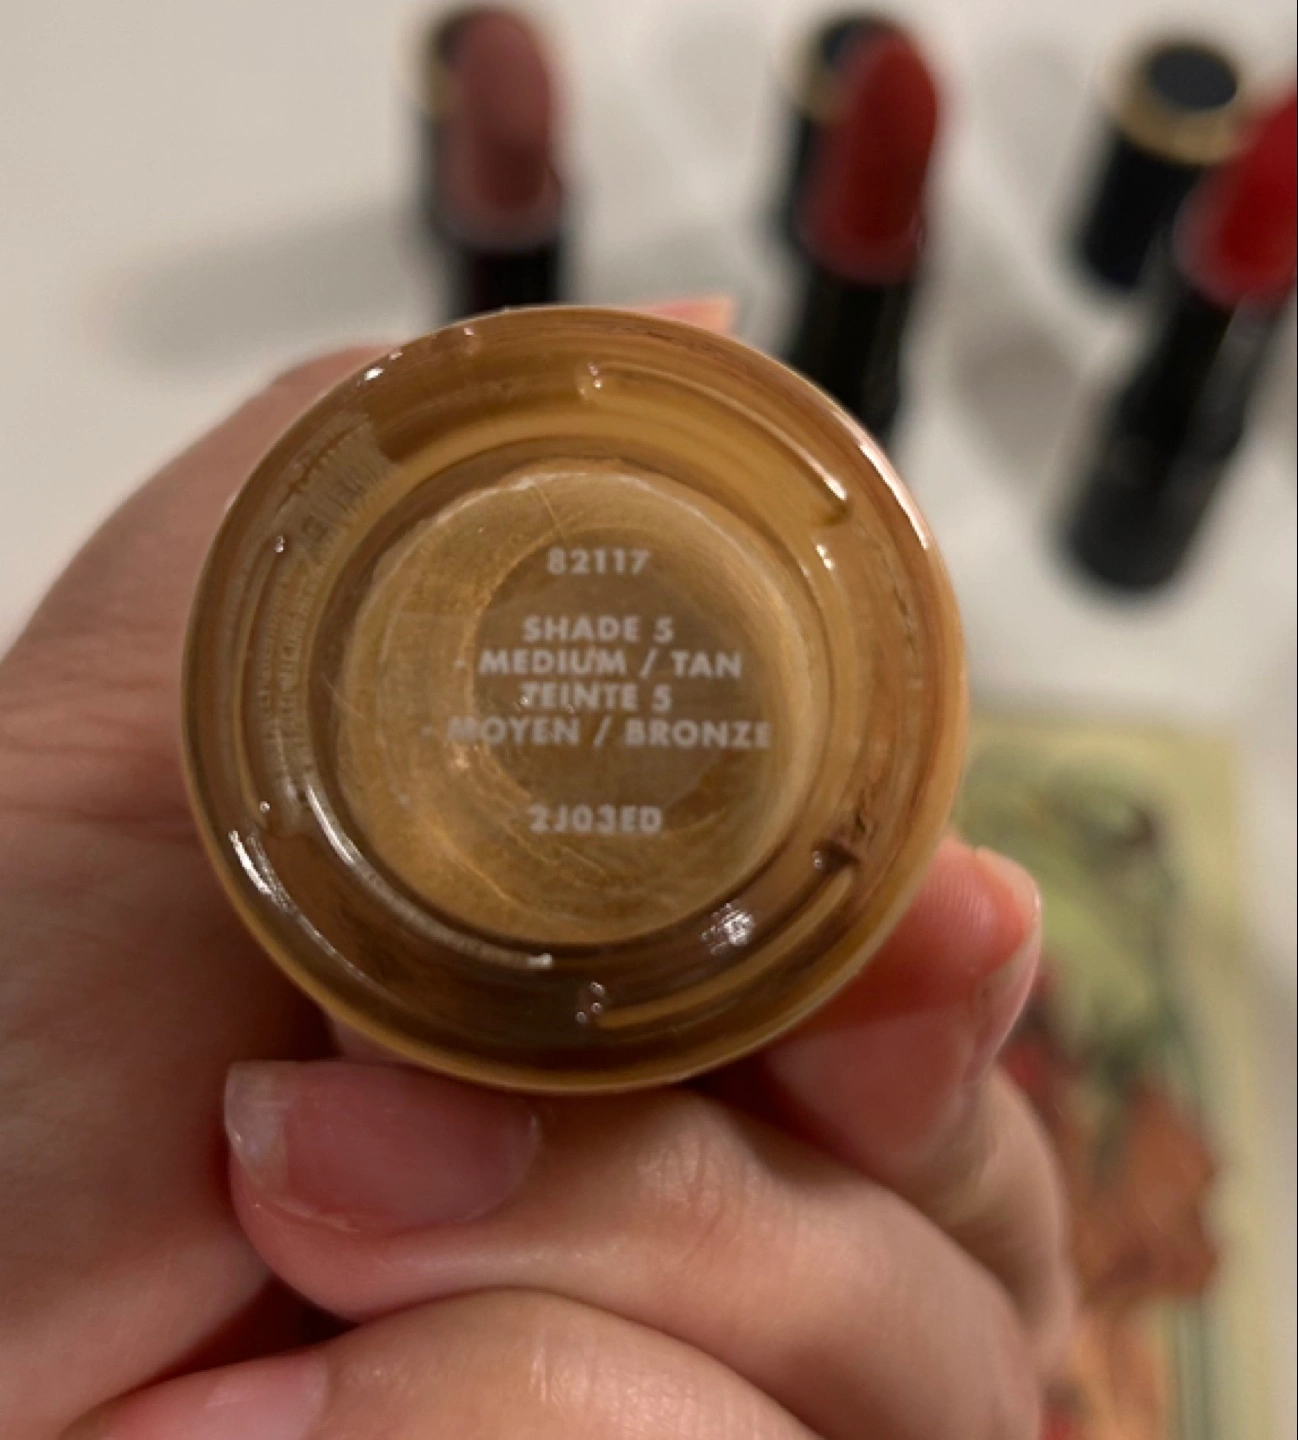 82117
SHADE 5
- MEDIUM / TAN
TEINTE 5
- MOYEN / BRONZE
2J03ED